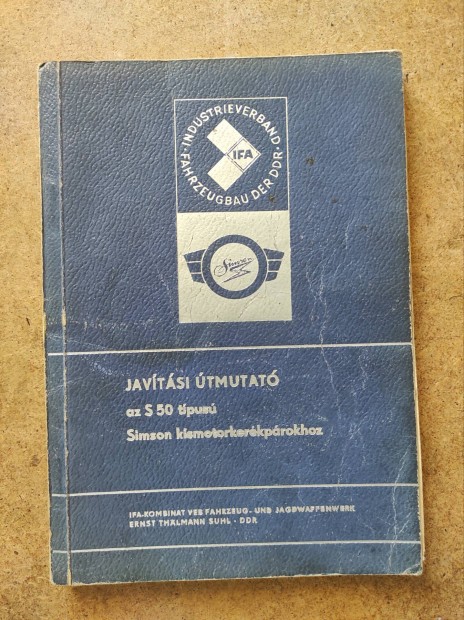 INDUSTRIEVERBAND
FAHRZEUGBAU DER DDR
IFA
Simson
JAVÍTÁSI ÚTMUTATÓ
az S 50 típusú
Simson kismotorkerékpárokhoz
IFA-KOMBINAT VEB FAHRZEUG- UND JAGDWAFFENWERK
ERNST THÄLMANN SUHL · DDR